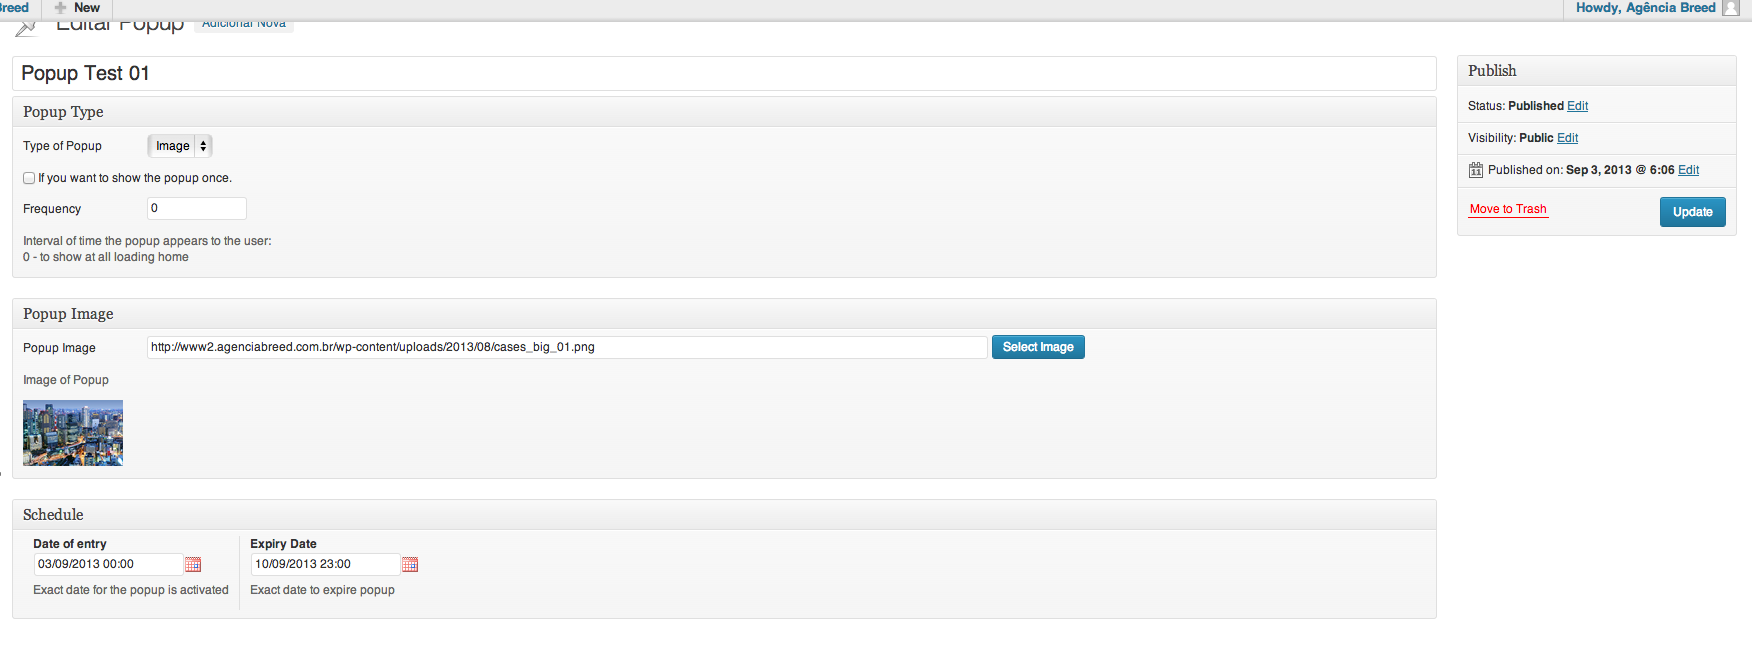 Breed New Howdy, Agência Breed
Editar Popup Adicionar Nova
Popup Test 01
Popup Type
Type of Popup Image
If you want to show the popup once.
Frequency 0
Interval of time the popup appears to the user:
0 - to show at all loading home
Popup Image
Popup Image http://www2.agenciabreed.com.br/wp-content/uploads/2013/08/cases_big_01.png Select Image
Image of Popup
Schedule
Date of entry Expiry Date
03/09/2013 00:00 10/09/2013 23:00
Exact date for the popup is activated Exact date to expire popup
Publish
Status: Published Edit
Visibility: Public Edit
11 Published on: Sep 3, 2013 @ 6:06 Edit
Move to Trash Update